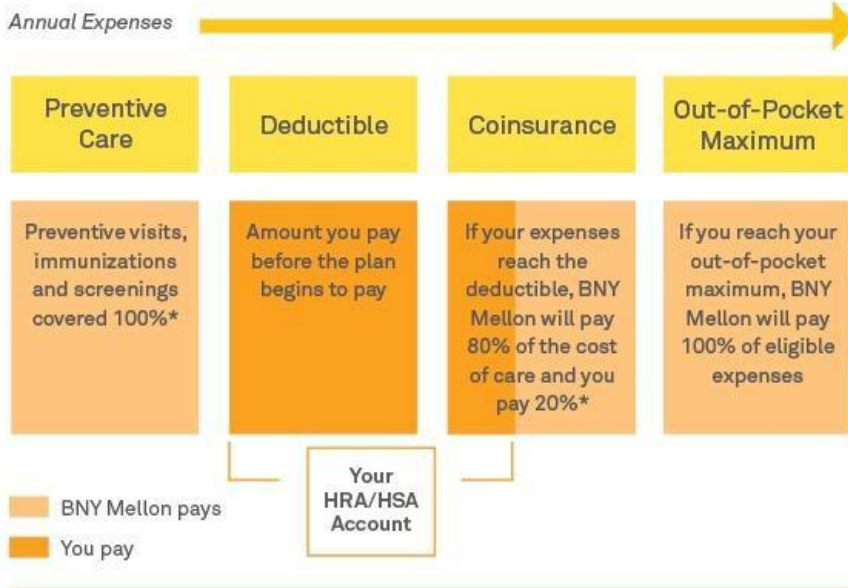 Annual Expenses
Preventive
Care
Deductible
Coinsurance
Out-of-Pocket
Maximum
Preventive visits,
immunizations
and screenings
covered 100%*
Amount you pay
before the plan
begins to pay
If your expenses
reach the
deductible, BNY
Mellon will pay
80% of the cost
of care and you
pay 20%*
If you reach your
out-of-pocket
maximum, BNY
Mellon will pay
100% of eligible
expenses
Your
HRA/HSA
Account
BNY Mellon pays
You pay